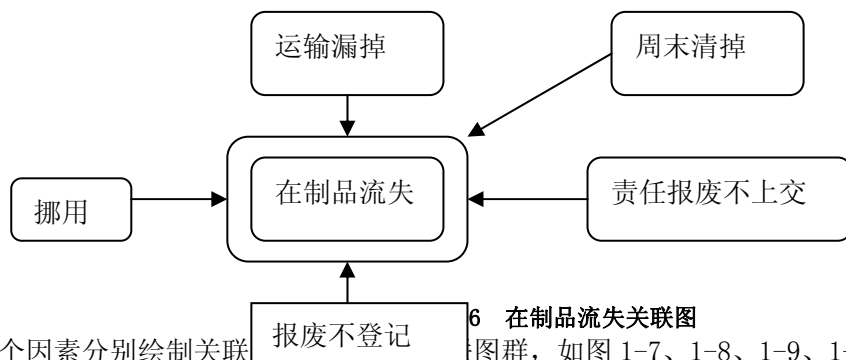 运输漏掉
周末清掉
在制品流失
责任报废不上交
挪用
报废不登记
6 在制品流失关联图
个因素分别绘制关联
图群，如图 1-7、1-8、1-9、1-